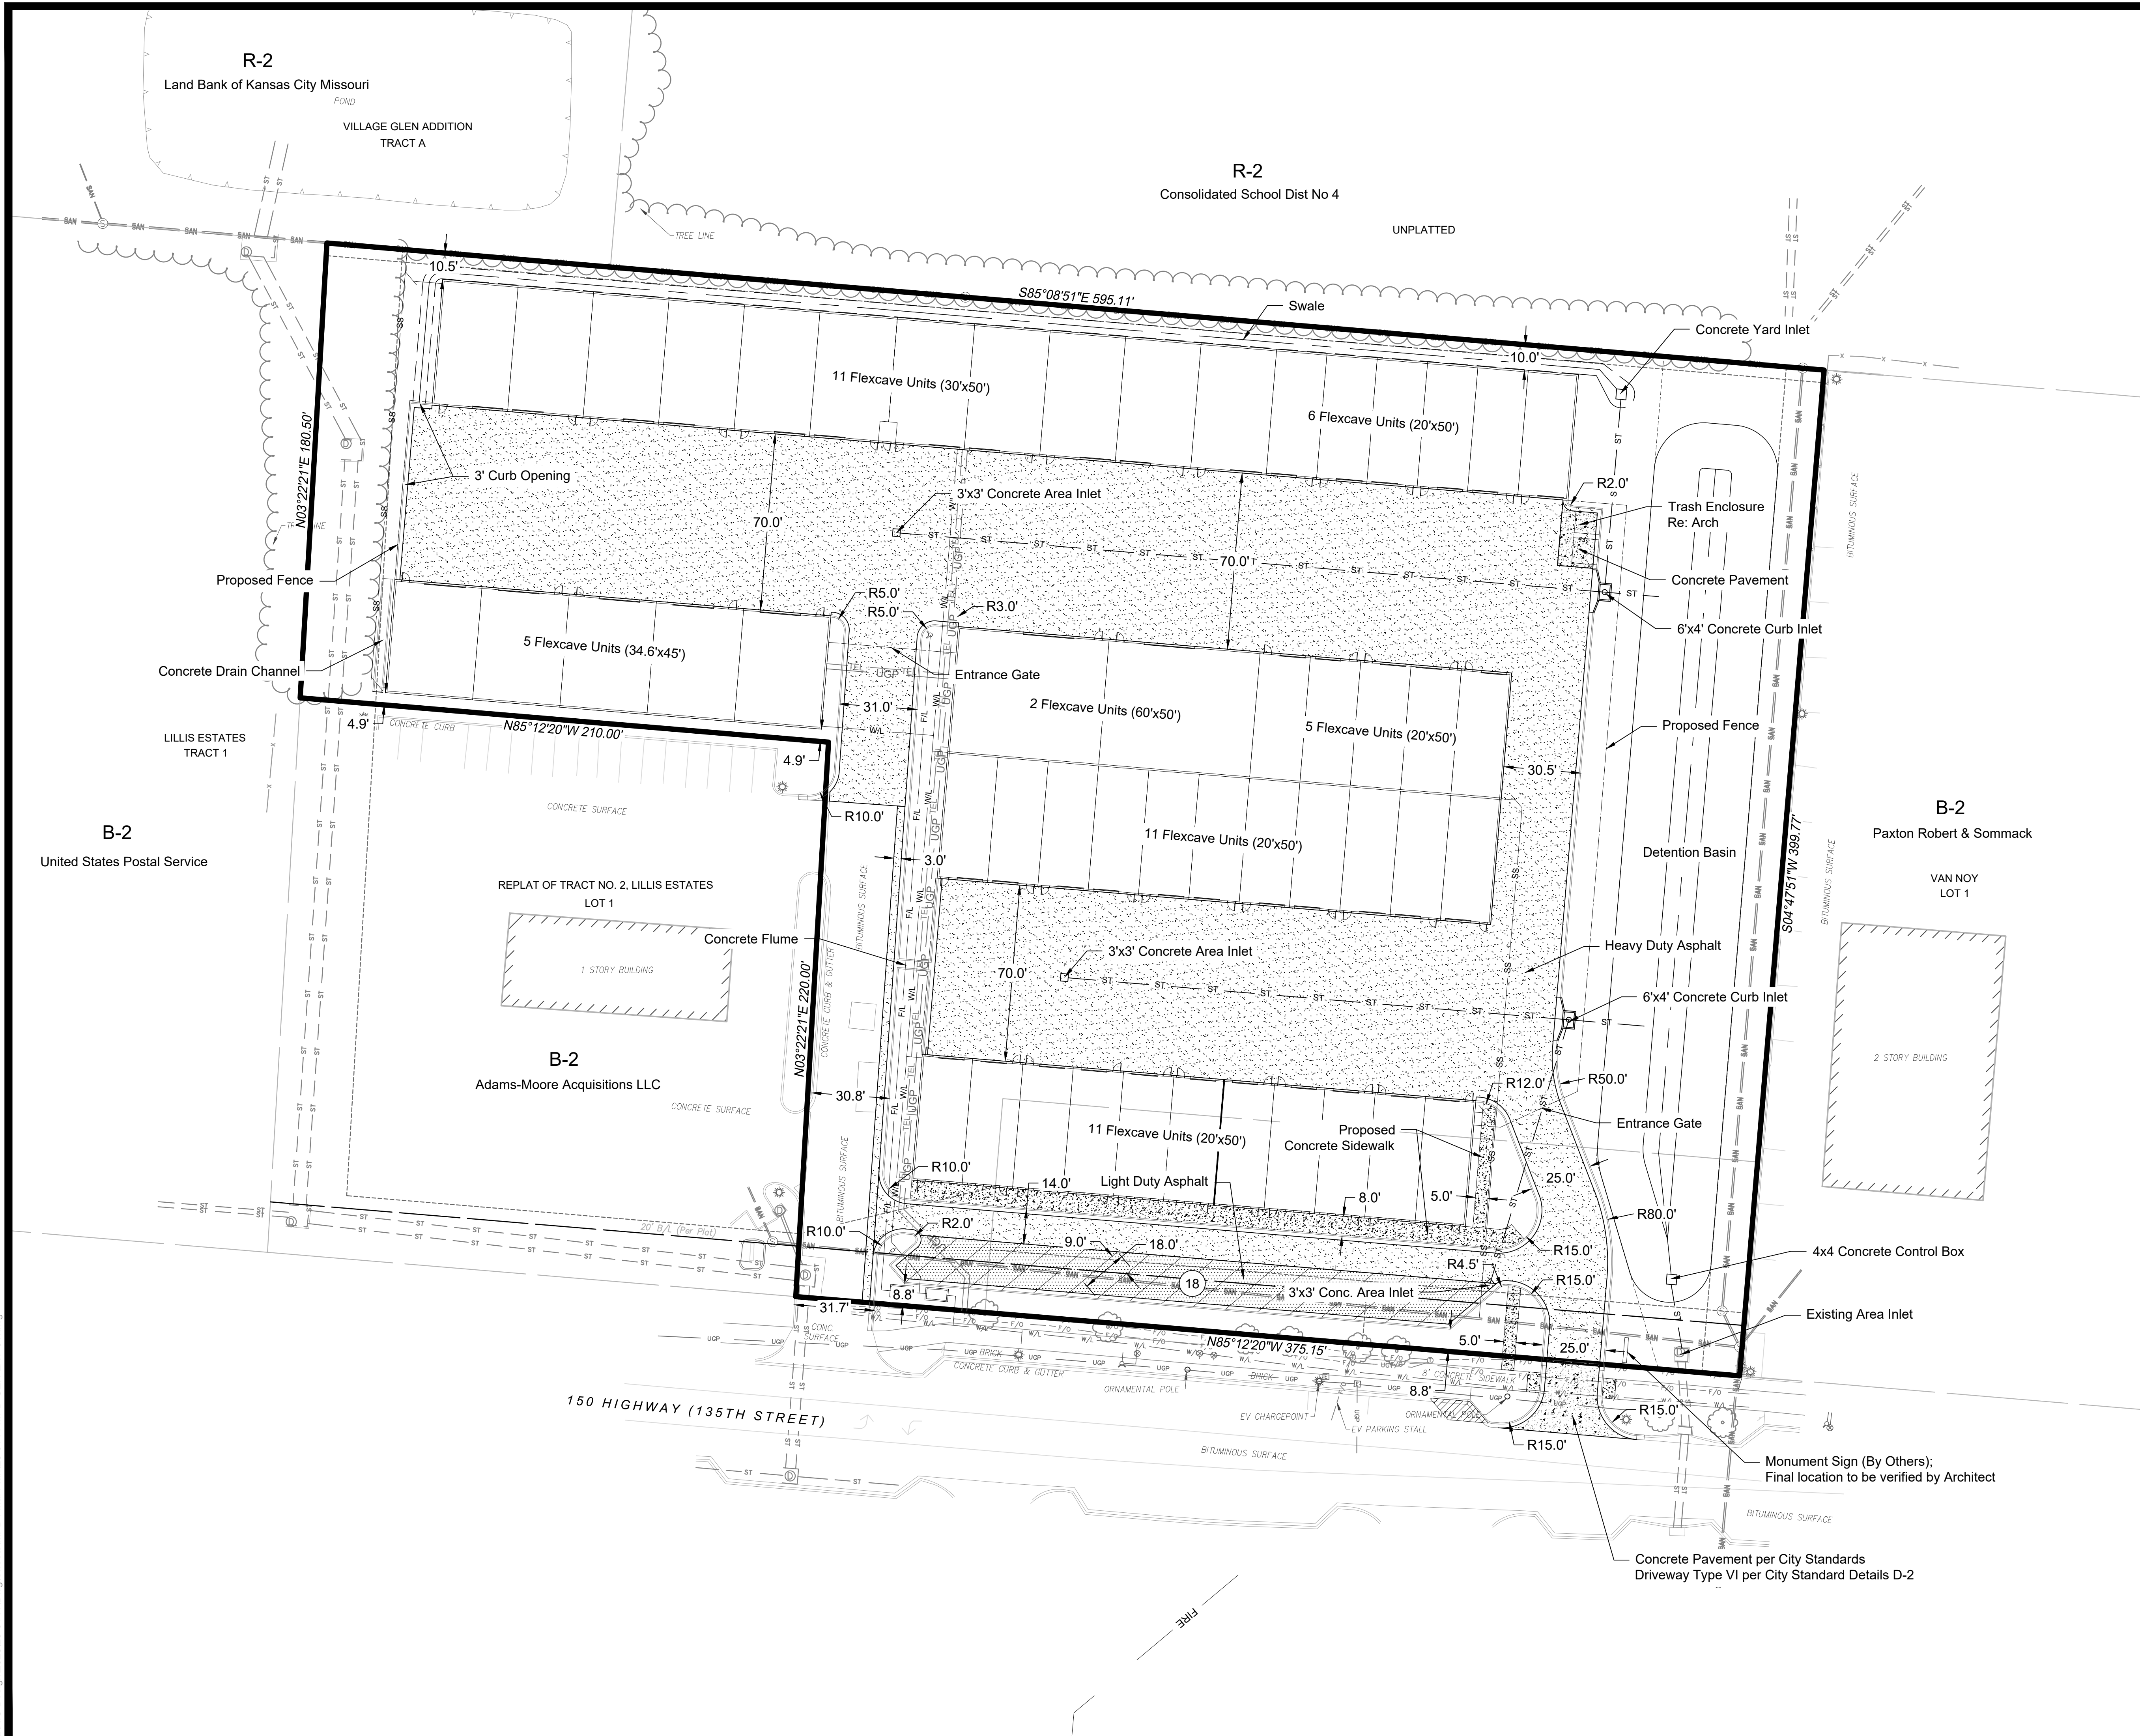 R-2
Land Bank of Kansas City Missouri
POND
VILLAGE GLEN ADDITION
TRACT A
R-2
Consolidated School Dist No 4
UNPLATTED
TREE LINE
10.5'
S85°08'51"E 595.11'
Swale
Concrete Yard Inlet
10.0'
11 Flexcave Units (30'x50')
6 Flexcave Units (20'x50')
N03°22'21"E 180.50'
3' Curb Opening
3'x3' Concrete Area Inlet
R2.0'
Trash Enclosure
Re: Arch
BITUMINOUS SURFACE
70.0'
70.0'
Proposed Fence
Concrete Pavement
R5.0'
R5.0'
R3.0'
6'x4' Concrete Curb Inlet
5 Flexcave Units (34.6'x45')
Concrete Drain Channel
Entrance Gate
31.0'
2 Flexcave Units (60'x50')
5 Flexcave Units (20'x50')
Proposed Fence
4.9'
CONCRETE CURB
N85°12'20"W 210.00'
LILLIS ESTATES
TRACT 1
4.9'
30.5'
CONCRETE SURFACE
R10.0'
B-2
United States Postal Service
B-2
Paxton Robert & Sommack
11 Flexcave Units (20'x50')
Detention Basin
3.0'
VAN NOY
LOT 1
BITUMINOUS SURFACE
S04°47'51"W 399.77'
REPLAT OF TRACT NO. 2, LILLIS ESTATES
LOT 1
BITUMINOUS SURFACE
Concrete Flume
Heavy Duty Asphalt
3'x3' Concrete Area Inlet
1 STORY BUILDING
70.0'
6'x4' Concrete Curb Inlet
CONCRETE CURB & GUTTER
N03°22'21"E 220.00'
B-2
Adams-Moore Acquisitions LLC
2 STORY BUILDING
CONCRETE SURFACE
30.8'
R12.0'
R50.0'
Entrance Gate
11 Flexcave Units (20'x50')
Proposed
Concrete Sidewalk
BITUMINOUS SURFACE
R10.0'
14.0'
Light Duty Asphalt
8.0'
5.0'
25.0'
R80.0'
20' B/L (Per Plat)
R10.0'
R2.0'
9.0'
18.0'
R15.0'
4x4 Concrete Control Box
R4.5'
R15.0'
18
3'x3' Conc. Area Inlet
8.8'
31.7'
Existing Area Inlet
CONC.
SURFACE
N85°12'20"W 375.15'
5.0'
25.0'
BRICK
CONCRETE CURB & GUTTER
BRICK
8' CONCRETE SIDEWALK
ORNAMENTAL POLE
8.8'
150 HIGHWAY (135TH STREET)
EV CHARGEPOINT
ORNAMENTAL POLE
EV PARKING STALL
R15.0'
R15.0'
BITUMINOUS SURFACE
Monument Sign (By Others);
Final location to be verified by Architect
BITUMINOUS SURFACE
Concrete Pavement per City Standards
Driveway Type VI per City Standard Details D-2
FIRE